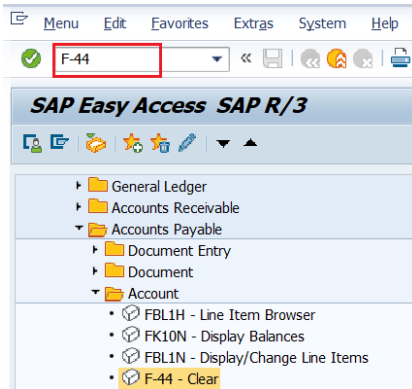 Menu Edit Favorites Extras System Help
F-44
SAP Easy Access SAP R/3
General Ledger
Accounts Receivable
Accounts Payable
Document Entry
Document
Account
FBL1H - Line Item Browser
FK10N - Display Balances
FBL1N - Display/Change Line Items
F-44 - Clear